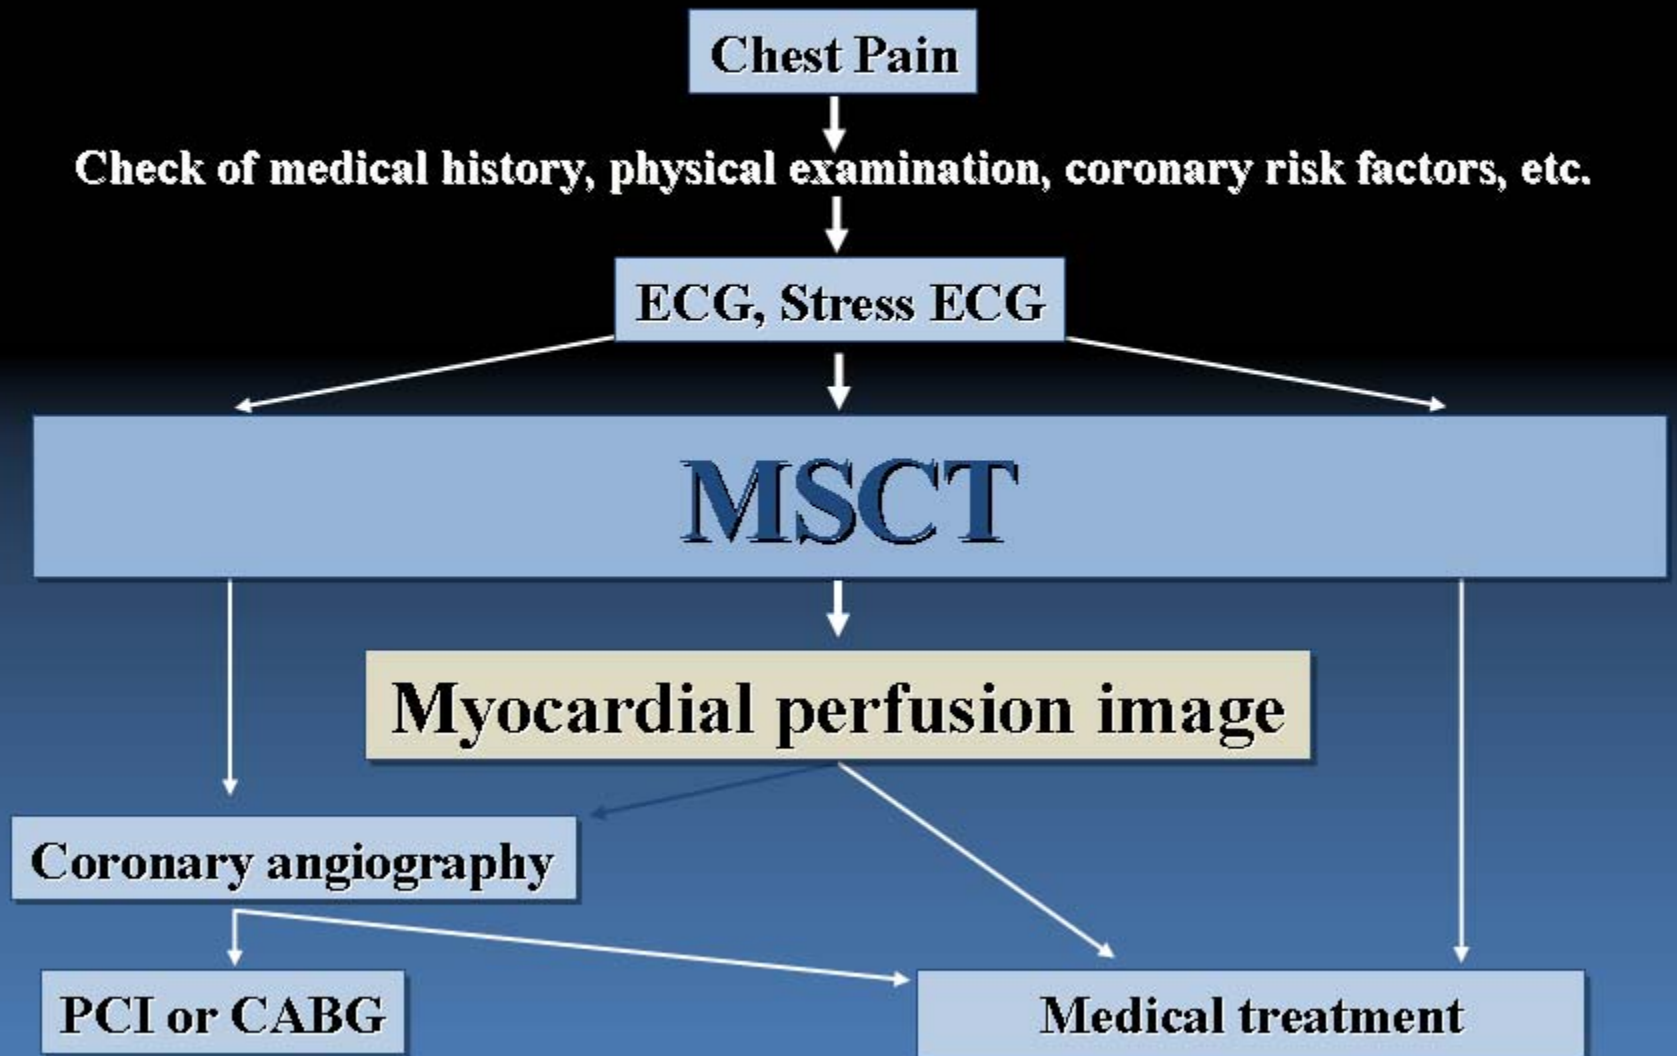 Chest Pain
Check of medical history, physical examination, coronary risk factors, etc.
ECG, Stress ECG
MSCT
Myocardial perfusion image
Coronary angiography
PCI or CABG
Medical treatment